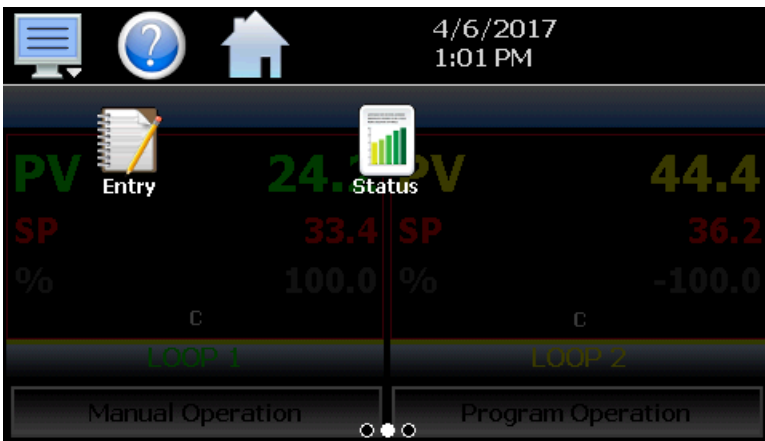 4/6/2017
1:01 PM
Entry
Status
PV 24.2 PV 44.4
SP 33.4 SP 36.2
% 100.0 % -100.0
C C
LOOP 1 LOOP 2
Manual Operation Program Operation